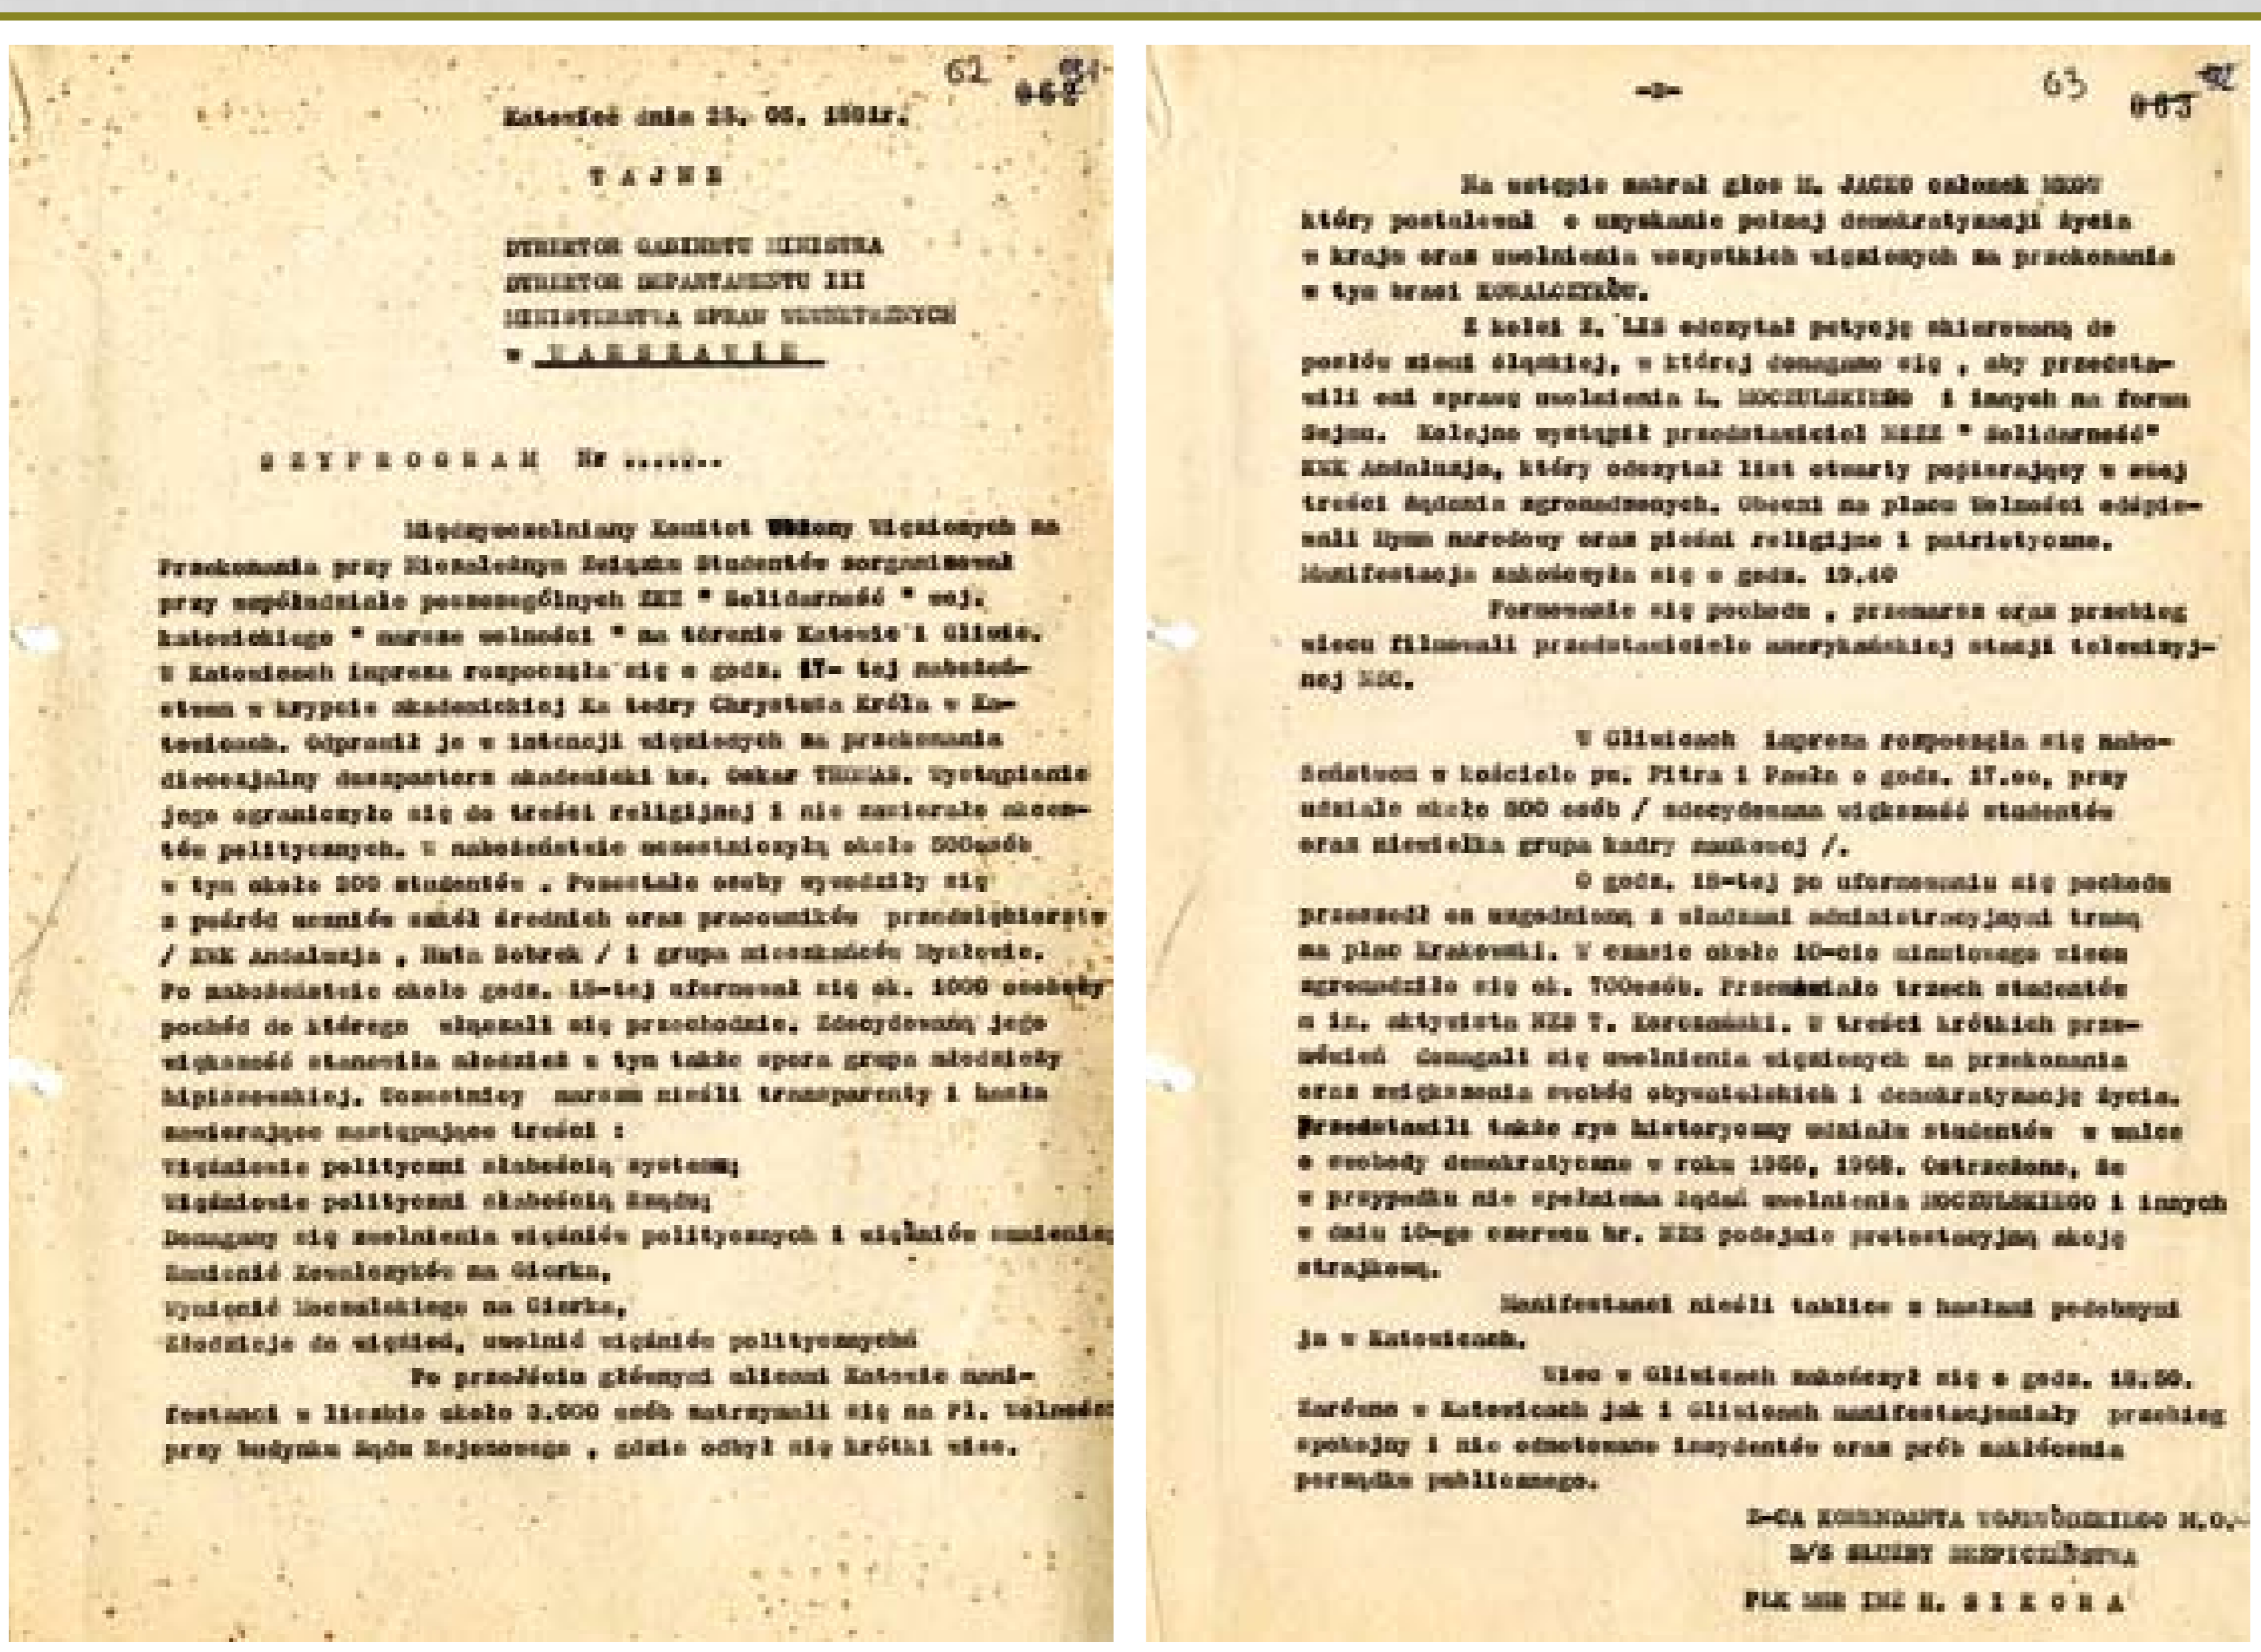 62
Katowice dnia 25. 05. 1981r.
T A J N E
DYREKTOR GABINETU MINISTRA
DYREKTOR DEPARTAMENTU III
MINISTERSTWA SPRAW WEWNĘTRZNYCH
w W A R S Z A W I E
S Z Y F R O G R A M Nr .......
Międzyuczelniany Komitet Obrony Więzionych za
Przekonania przy Niezależnym Związku Studentów zorganizował
przy współudziale poszczególnych KZ " Solidarność " woj.
katowickiego " marsze wolności " na terenie Katowic i Gliwic.
W Katowicach impreza rozpoczęła się o godz. 17- tej nabożeń-
stwem w krypcie akademickiej Ka tedry Chrystusa Króla w Ka-
towicach. Odprawił je w intencji więzionych za przekonania
diecezjalny duszpasterz akademicki ks. Oskar THOMAS. Wystąpienie
jego ograniczyło się do treści religijnej i nie zawierało akcen-
tów politycznych. W nabożeństwie uczestniczyło około 500osób
w tym około 200 studentów . Pozostałe osoby wywodziły się
z pośród uczniów szkół średnich oraz pracowników przedsiębiorstw
/ KWK Andaluzja , Huta Bobrek / i grupa mieszkańców Mysłowic.
Po nabożeństwie około godz. 18-tej uformował się ok. 1000 osobowy
pochód do którego włączali się przechodnie. Zdecydowaną jego
większość stanowiła młodzież w tym także spora grupa młodzieży
hipisowskiej. Uczestnicy marszu nieśli transparenty i hasła
zawierające następujące treści :
Więźniowie polityczni słabością systemu;
Więźniowie polityczni słabością Rządu;
Domagamy się zwolnienia więźniów politycznych i więźniów sumienia;
Zamienić Kowalczyków na Gierka,
Wymienić Moczulskiego na Gierka,
Złodzieje do więzień, uwolnić więźniów politycznych
Po przejściu głównymi ulicami Katowic mani-
festanci w liczbie około 2.000 osób zatrzymali się na Pl. Wolności
przy budynku Sądu Rejonowego , gdzie odbył się krótki wiec.
63
-2-
Na wstępie zabrał głos M. członek MKOW
który postulował o uzyskanie pełnej demokratyzacji życia
w kraju oraz uwolnienia wszystkich więzionych za przekonania
w tym braci KOWALCZYKÓW.
Z kolei Z. LIS odczytał petycję skierowaną do
posłów ziemi śląskiej, w której domagano się , aby przedsta-
wili oni sprawę uwolnienia L. MOCZULSKIEGO i innych na forum
Sejmu. Kolejno wystąpił przedstawiciel NSZZ " Solidarność"
KWK Andaluzja, który odczytał list otwarty popierający w swej
treści żądania zgromadzonych. Obecni na placu Wolności odśpie-
wali Hymn narodowy oraz pieśni religijne i patriotyczne.
Manifestacja zakończyła się o godz. 19.40
Formowanie się pochodu , przemarsz oraz przebieg
wiecu filmowali przedstawiciele amerykańskiej stacji telewizyj-
nej
W Gliwicach impreza rozpoczęła się nabo-
żeństwem w kościele pw. Pitra i Pawła o godz. 17.oo, przy
udziale około 500 osób / zdecydowana większość studentów
oraz niewielka grupa kadry naukowej /.
O godz. 18-tej po uformowaniu się pochodu
przeszedł on uzgodnioną z władzami administracyjnymi trasą
na plac Krakowski. W czasie około 10-cio minutowego wiecu
zgromadziło się ok. 700osób. Przemawiało trzech studentów
m in. aktywista NZS T. W treści krótkich prze-
mówień domagali się uwolnienia więzionych za przekonania
oraz zwiększenia swobód obywatelskich i demokratyzację życia.
Przedstawili także rys historyczny udziału studentów w walce
o swobody demokratyczne w roku 1956, 1968. Ostrzeżono, że
w przypadku nie spełniena żądań uwolnienia MOCZULSKIEGO i innych
w dniu 10-go czerwca br. NZS podejmie protestacyjną akcję
strajkową.
Manifestanci nieśli tablice z hasłami podobnymi
ja w Katowicach.
Wiec w Gliwicach zakończył się o godz. 18.50.
Zarówno w Katowicach jak i Gliwicach manifestacjemiały przebieg
spokojny i nie odnotowano incydentów oraz prób zakłócenia
porządku publicznego.
Z-CA KOMENDANTA WOJEWÓDZKIEGO M.O.
D/S SŁUŻBY BEZPIECZEŃSTWA
PŁK MGR INŻ H. S I K O R A